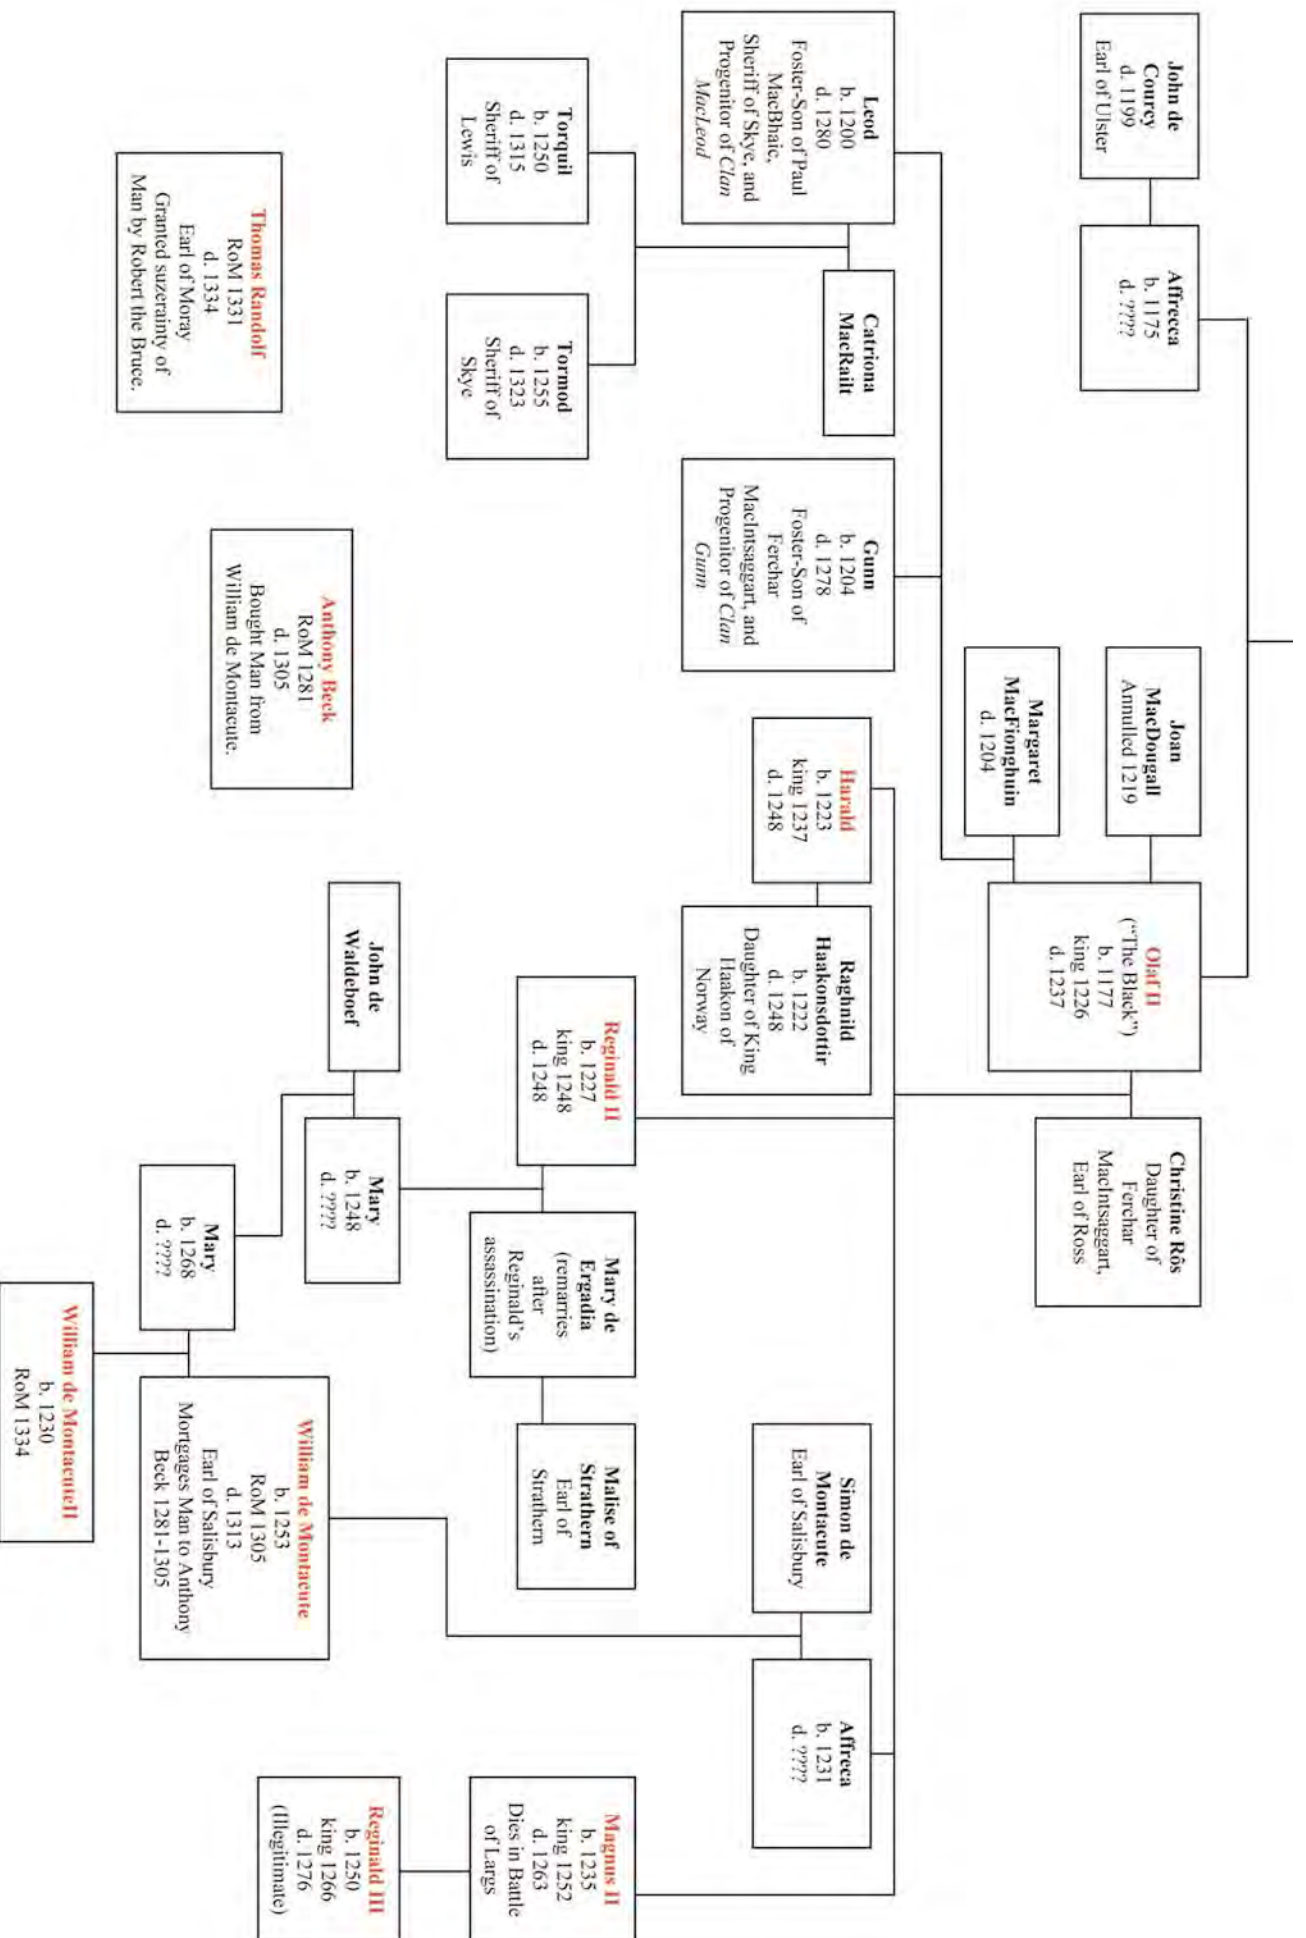 John de
Courcy
d. 1199
Earl of Ulster
Affrecca
b. 1175
d. ????
Joan
MacDougall
Annulled 1219
Olaf II
("The Black")
b. 1177
king 1226
d. 1237
Christine Rôs
Daughter of
Ferchar
MacIntsaggart,
Earl of Ross
Margaret
MacFionghuin
d. 1204
Leod
b. 1200
d. 1280
Foster-Son of Paul
MacBhaic,
Sheriff of Skye, and
Progenitor of Clan
MacLeod
Catriona
MacRailt
Gunn
b. 1204
d. 1278
Foster-Son of
Ferchar
MacIntsaggart, and
Progenitor of Clan
Gunn
Harald
b. 1223
king 1237
d. 1248
Raghnild
Haakonsdottir
b. 1222
d. 1248
Daughter of King
Haakon of
Norway
Simon de
Montacute
Earl of Salisbury
Affreca
b. 1231
d. ????
Torquil
b. 1250
d. 1315
Sheriff of
Lewis
Tormod
b. 1255
d. 1323
Sheriff of
Skye
Reginald II
b. 1227
king 1248
d. 1248
Mary de
Ergadia
(remarries
after
Reginald's
assassination)
Malise of
Strathern
Earl of
Strathern
Magnus II
b. 1235
king 1252
d. 1263
Dies in Battle
of Largs
John de
Waldeboef
Mary
b. 1248
d. ????
Reginald III
b. 1250
king 1266
d. 1276
(Illegitimate)
Thomas Randolf
RoM 1331
d. 1334
Earl of Moray
Granted suzerainty of
Man by Robert the Bruce.
Anthony Beck
RoM 1281
d. 1305
Bought Man from
William de Montacute.
Mary
b. 1268
d. ????
William de Montacute
b. 1253
RoM 1305
d. 1313
Earl of Salisbury
Mortgages Man to Anthony
Beck 1281-1305
William de MontacuteII
b. 1230
RoM 1334